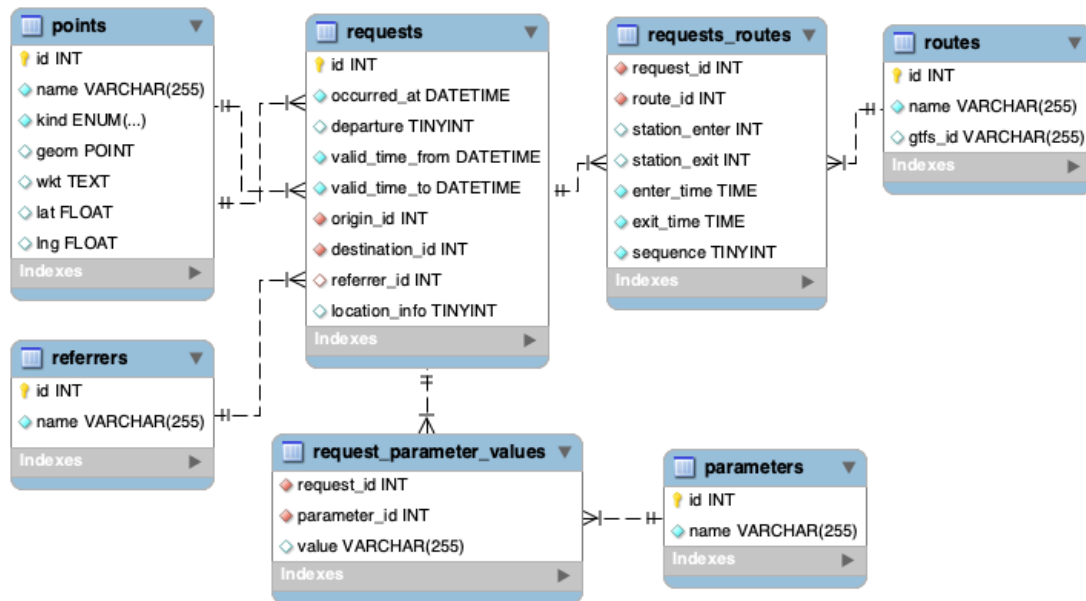 points
id INT
name VARCHAR(255)
kind ENUM(...)
geom POINT
wkt TEXT
lat FLOAT
lng FLOAT
Indexes
requests
id INT
occurred_at DATETIME
departure TINYINT
valid_time_from DATETIME
valid_time_to DATETIME
origin_id INT
destination_id INT
referrer_id INT
location_info TINYINT
Indexes
requests_routes
request_id INT
route_id INT
station_enter INT
station_exit INT
enter_time TIME
exit_time TIME
sequence TINYINT
Indexes
routes
id INT
name VARCHAR(255)
gtfs_id VARCHAR(255)
Indexes
referrers
id INT
name VARCHAR(255)
Indexes
request_parameter_values
request_id INT
parameter_id INT
value VARCHAR(255)
Indexes
parameters
id INT
name VARCHAR(255)
Indexes